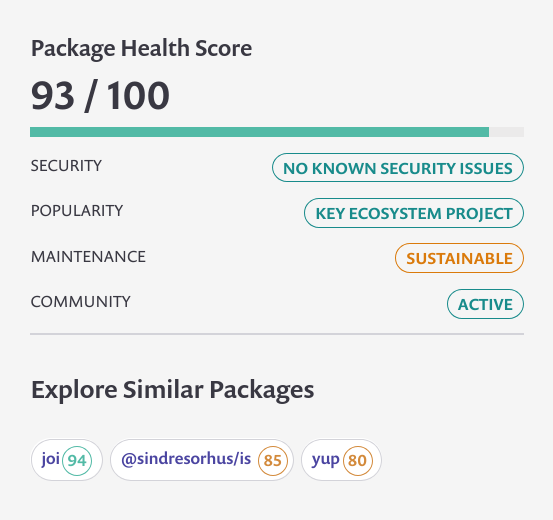 Package Health Score
93 / 100
SECURITY NO KNOWN SECURITY ISSUES
POPULARITY KEY ECOSYSTEM PROJECT
MAINTENANCE SUSTAINABLE
COMMUNITY ACTIVE
Explore Similar Packages
joi 94 @sindresorhus/is 85 yup 80